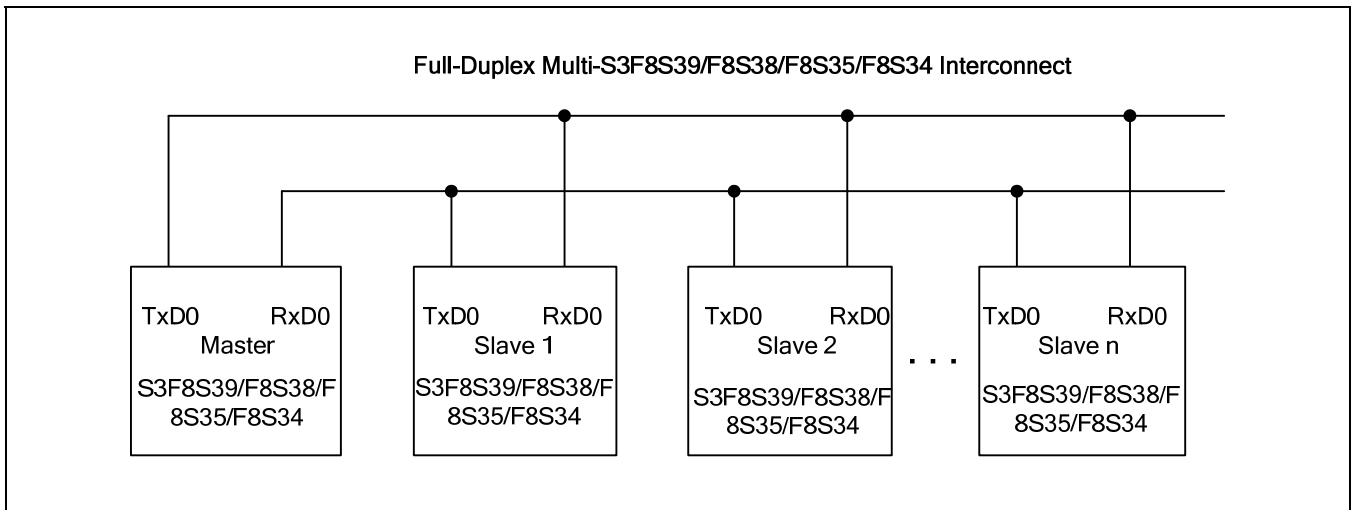 Full-Duplex Multi-S3F8S39/F8S38/F8S35/F8S34 Interconnect
TxD0 RxD0
Master
S3F8S39/F8S38/F
8S35/F8S34
TxD0 RxD0
Slave 1
S3F8S39/F8S38/F
8S35/F8S34
TxD0 RxD0
Slave 2
S3F8S39/F8S38/F
8S35/F8S34
. . .
TxD0 RxD0
Slave n
S3F8S39/F8S38/F
8S35/F8S34